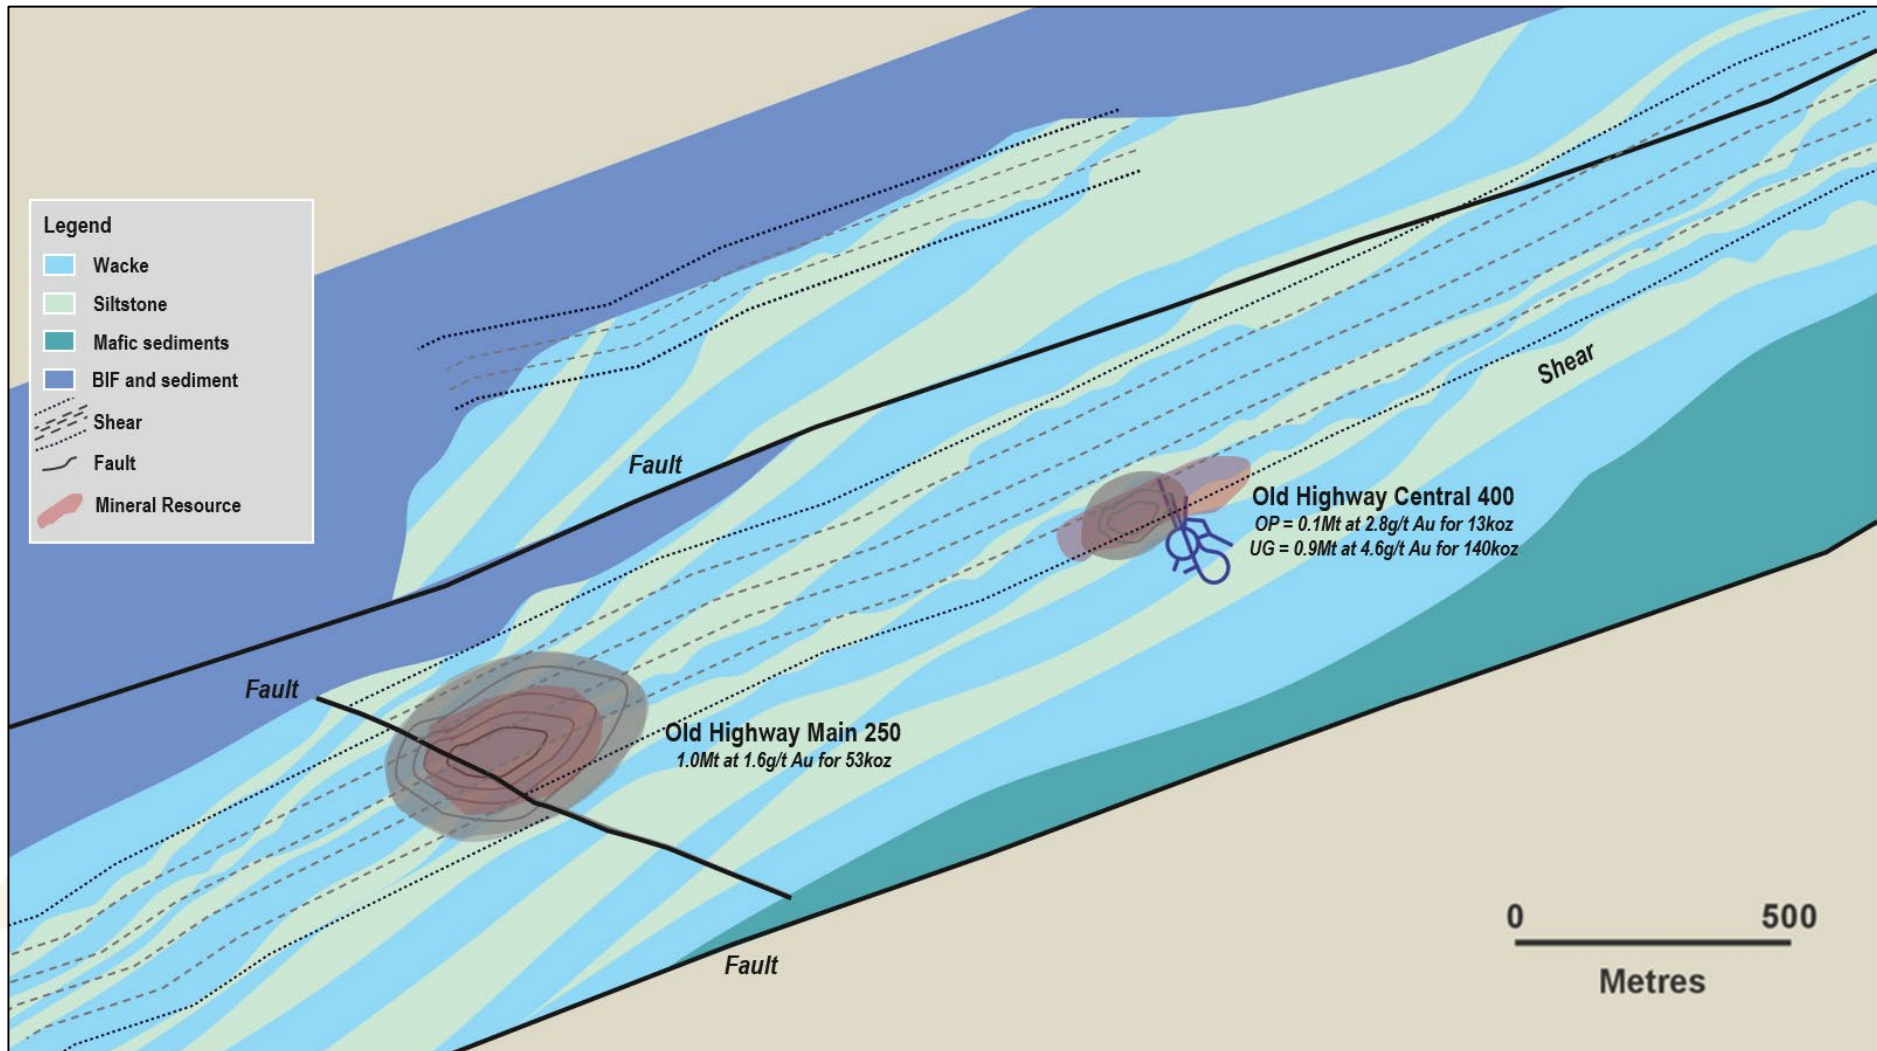 Legend
Wacke
Siltstone
Mafic sediments
BIF and sediment
Shear
Fault
Mineral Resource
Shear
Fault
Old Highway Central 400
OP = 0.1Mt at 2.8g/t Au for 13koz
UG = 0.9Mt at 4.6g/t Au for 140koz
Fault
Old Highway Main 250
1.0Mt at 1.6g/t Au for 53koz
Fault
0 500
Metres